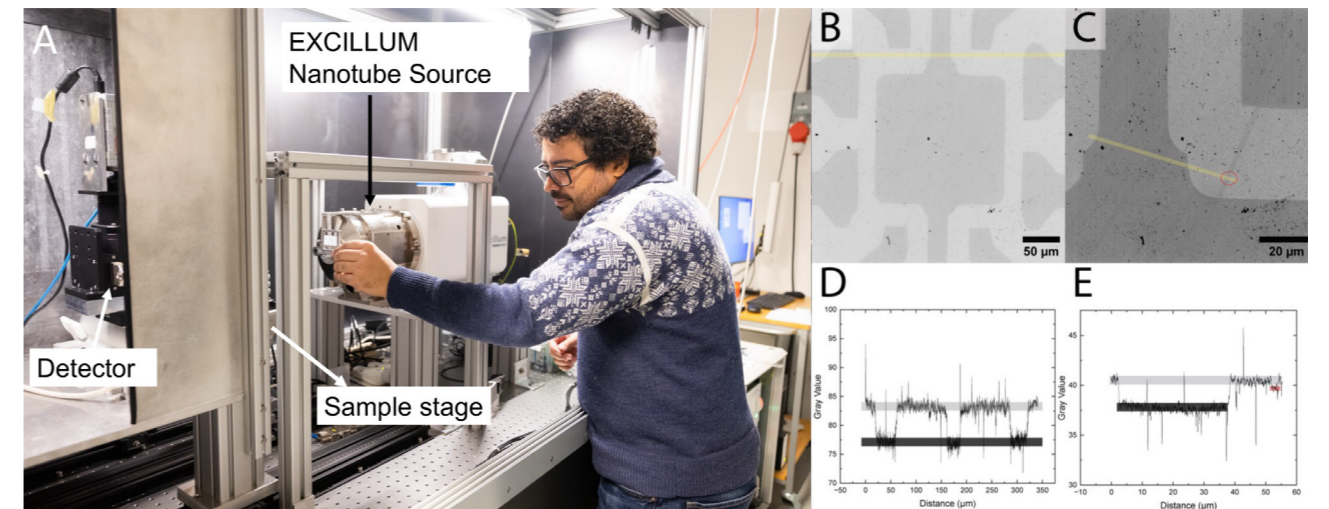 A
EXCILLUM
Nanotube Source
Detector
Sample stage
B
50 µm
C
20 µm
D
100
95
90
85
80
75
70
Gray Value
-50 0 50 100 150 200 250 300 350
Distance (µm)
E
45
40
35
30
Gray Value
-10 0 10 20 30 40 50 60
Distance (µm)